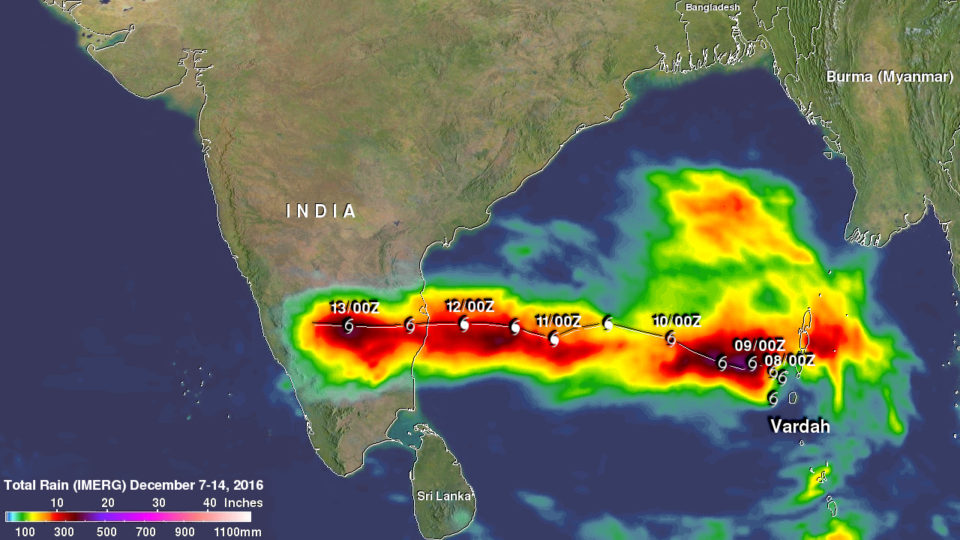 Bangladesh
Burma (Myanmar)
INDIA
13/00Z
12/00Z
11/00Z
10/00Z
09/00Z
08/00Z
Vardah
Sri Lanka
Total Rain (IMERG) December 7-14, 2016
10 20 30 40 Inches
100 300 500 700 900 1100mm